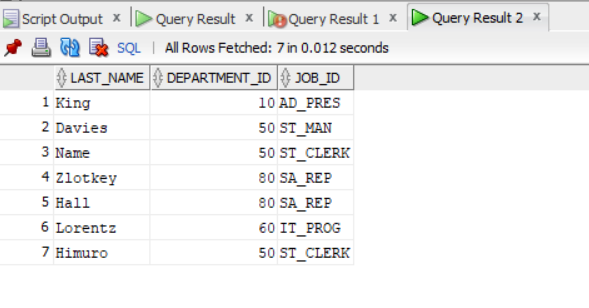 Script Output x Query Result x Query Result 1 x Query Result 2 x
SQL | All Rows Fetched: 7 in 0.012 seconds
LAST_NAME DEPARTMENT_ID JOB_ID
1 King 10 AD_PRES
2 Davies 50 ST_MAN
3 Name 50 ST_CLERK
4 Zlotkey 80 SA_REP
5 Hall 80 SA_REP
6 Lorentz 60 IT_PROG
7 Himuro 50 ST_CLERK